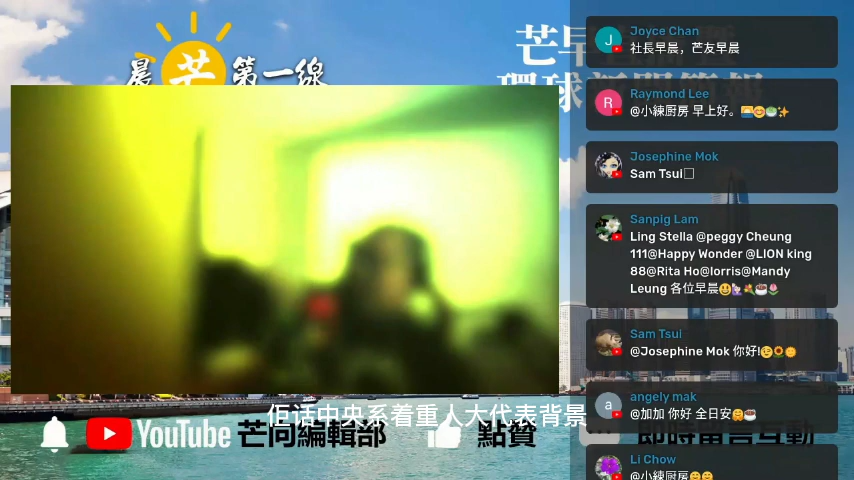 晨芒第一線
芒早
環球
Joyce Chan
社長早晨，芒友早晨
Raymond Lee
@小練厨房 早上好。
Josephine Mok
Sam Tsui
Sanpig Lam
Ling Stella @peggy Cheung
111@Happy Wonder @LION king
88@Rita Ho@lorris@Mandy
Leung 各位早晨
Sam Tsui
@Josephine Mok 你好!
angely mak
@加加 你好 全日安
Li Chow
@小練厨房
佢話中央系着重人大代表背景
YouTube 芒向編輯部 點贊 即時留言互動